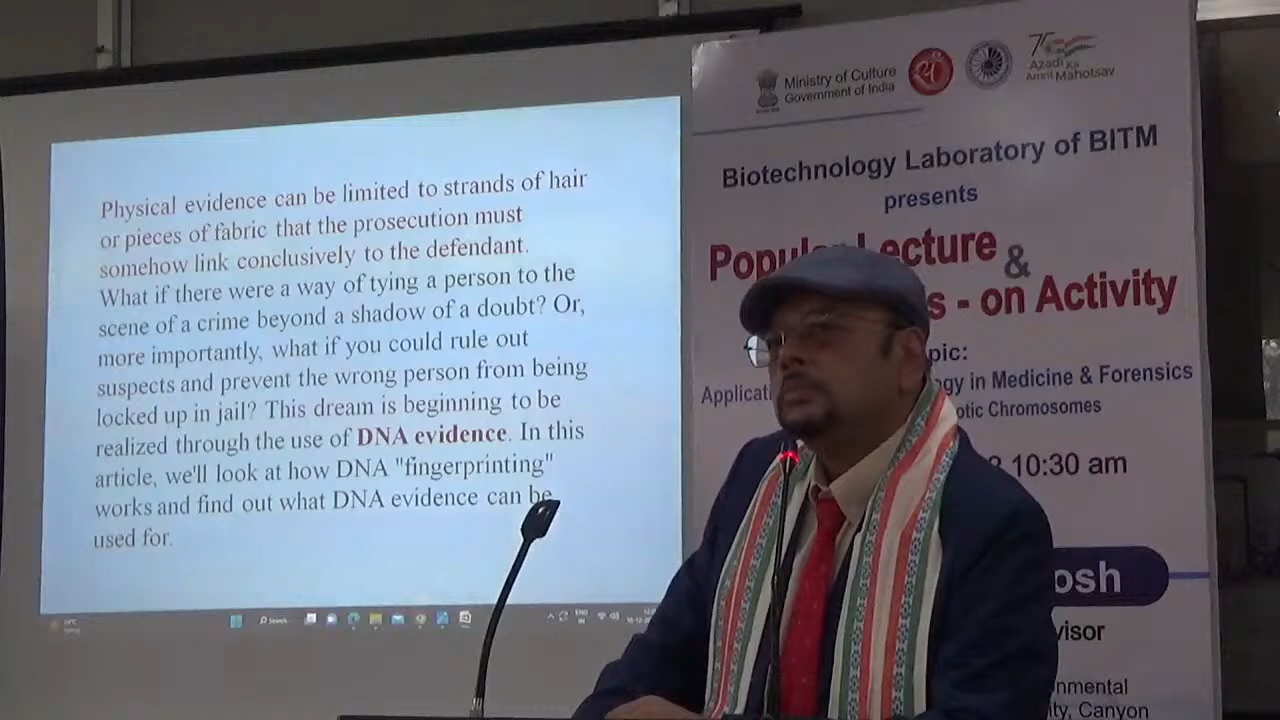 Physical evidence can be limited to strands of hair
or pieces of fabric that the prosecution must
somehow link conclusively to the defendant.
What if there were a way of tying a person to the
scene of a crime beyond a shadow of a doubt? Or,
more importantly, what if you could rule out
suspects and prevent the wrong person from being
locked up in jail? This dream is beginning to be
realized through the use of DNA evidence. In this
article, we'll look at how DNA "fingerprinting"
works and find out what DNA evidence can be
used for.
Search
ENG
IN
Ministry of Culture
Government of India
75
Azadi Ka
Amrit Mahotsav
Biotechnology Laboratory of BITM
presents
Popular Lecture
&
s - on Activity
pic:
Applicat gy in Medicine & Forensics
otic Chromosomes
10:30 am
osh
visor
nmental
ity, Canyon